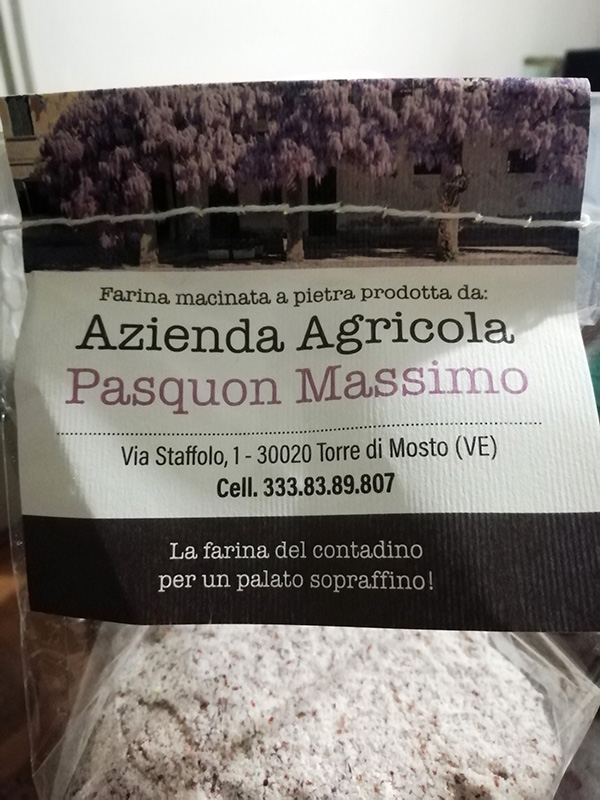 Farina macinata a pietra prodotta da:
Azienda Agricola
Pasquon Massimo
Via Staffolo, 1 - 30020 Torre di Mosto (VE)
Cell. 333.83.89.807
La farina del contadino
per un palato sopraffino!